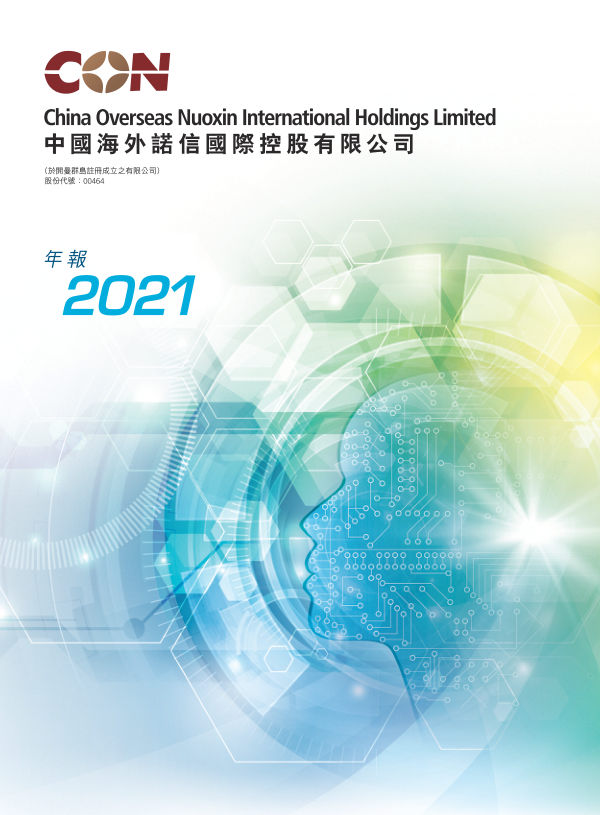 CON
China Overseas Nuoxin International Holdings Limited
中國海外諾信國際控股有限公司
(於開曼群島註冊成立之有限公司)
股份代號：00464
年報
2021